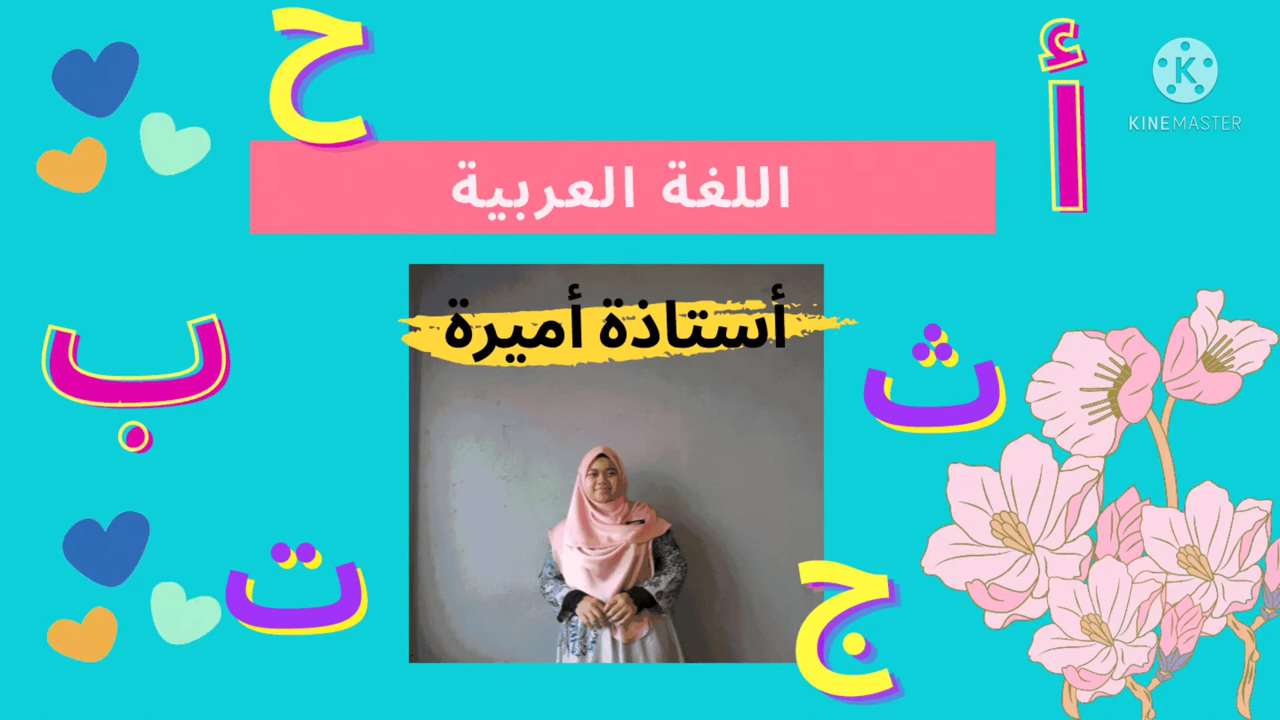 ح
أ
K
KINEMASTER
اللغة العربية
أستاذة أميرة
ب
ث
ت
ج